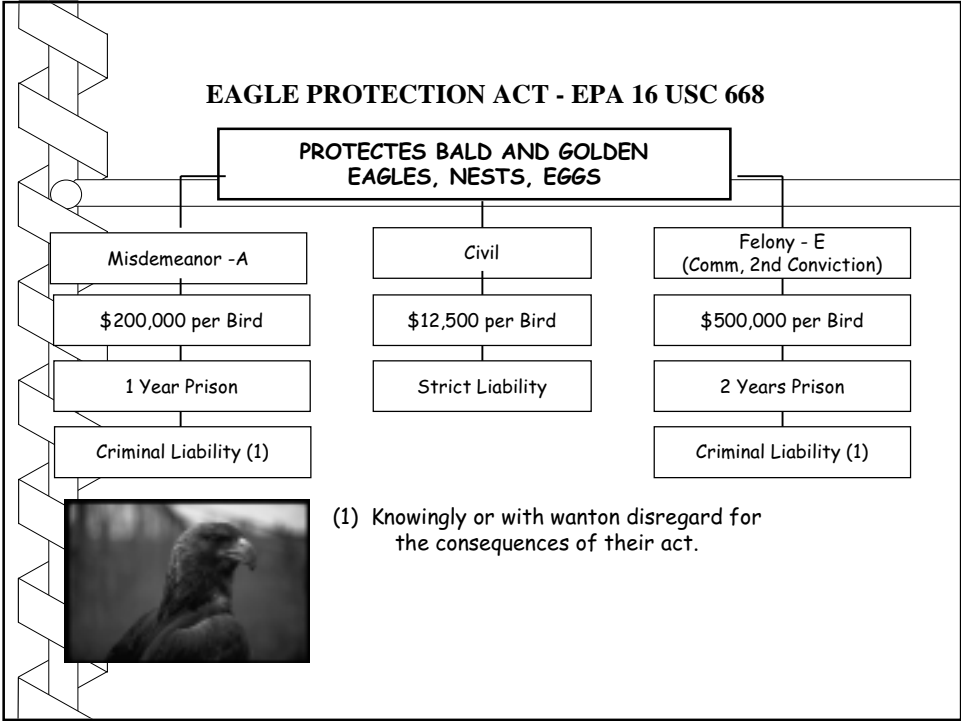 EAGLE PROTECTION ACT - EPA 16 USC 668
PROTECTES BALD AND GOLDEN
EAGLES, NESTS, EGGS
Misdemeanor -A
$200,000 per Bird
1 Year Prison
Criminal Liability (1)
Civil
$12,500 per Bird
Strict Liability
Felony - E
(Comm, 2nd Conviction)
$500,000 per Bird
2 Years Prison
Criminal Liability (1)
(1) Knowingly or with wanton disregard for
the consequences of their act.